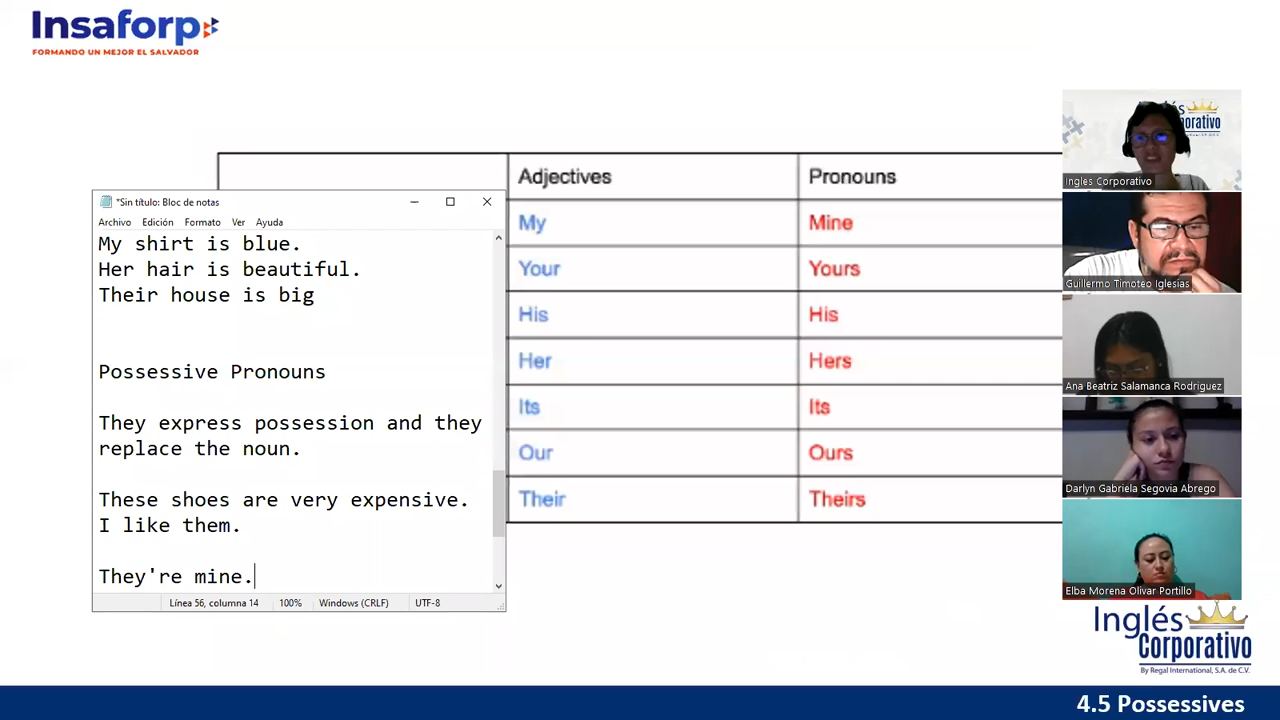 Insaforp
FORMANDO UN MEJOR EL SALVADOR
Adjectives Pronouns
My Mine
Your Yours
His His
Her Hers
Its Its
Our Ours
Their Theirs
*Sin título: Bloc de notas
Archivo Edición Formato Ver Ayuda
My shirt is blue.
Her hair is beautiful.
Their house is big
Possessive Pronouns
They express possession and they
replace the noun.
These shoes are very expensive.
I like them.
They're mine.
Línea 56, columna 14 100% Windows (CRLF) UTF-8
Inglés
porativo
Ingles Corporativo
Guillermo Timoteo Iglesias
Ana Beatriz Salamanca Rodriguez
Darlyn Gabriela Segovia Abrego
Elba Morena Olivar Portillo
Inglés
Corporativo
By Regal International, S.A. de C.V.
4.5 Possessives